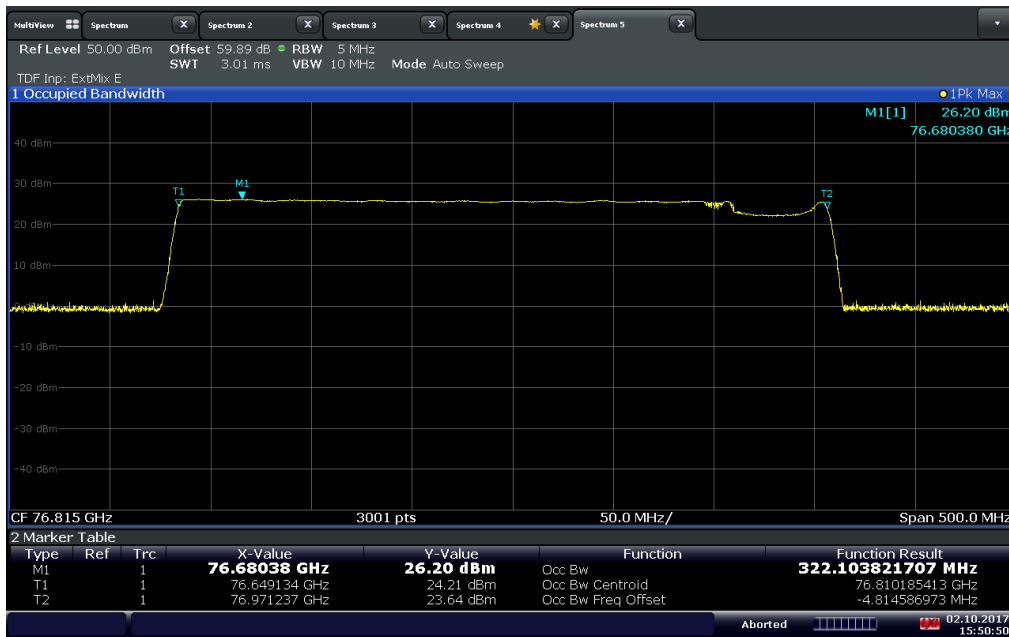 MultiView Spectrum X Spectrum 2 X Spectrum 3 X Spectrum 4 X Spectrum 5 X
Ref Level 50.00 dBm Offset 59.89 dB RBW 5 MHz
SWT 3.01 ms VBW 10 MHz Mode Auto Sweep
TDF Inp: ExtMix E
1 Occupied Bandwidth 1Pk Max
M1[1] 26.20 dBm
76.680380 GHz
40 dBm
30 dBm
T1 M1 T2
20 dBm
10 dBm
-10 dBm
-20 dBm
-30 dBm
-40 dBm
CF 76.815 GHz 3001 pts 50.0 MHz/ Span 500.0 MHz
2 Marker Table
Type Ref Trc X-Value Y-Value Function Function Result
M1 1 76.68038 GHz 26.20 dBm Occ Bw 322.103821707 MHz
T1 1 76.649134 GHz 24.21 dBm Occ Bw Centroid 76.810185413 GHz
T2 1 76.971237 GHz 23.64 dBm Occ Bw Freq Offset -4.814586973 MHz
Aborted 02.10.2017
15:50:50